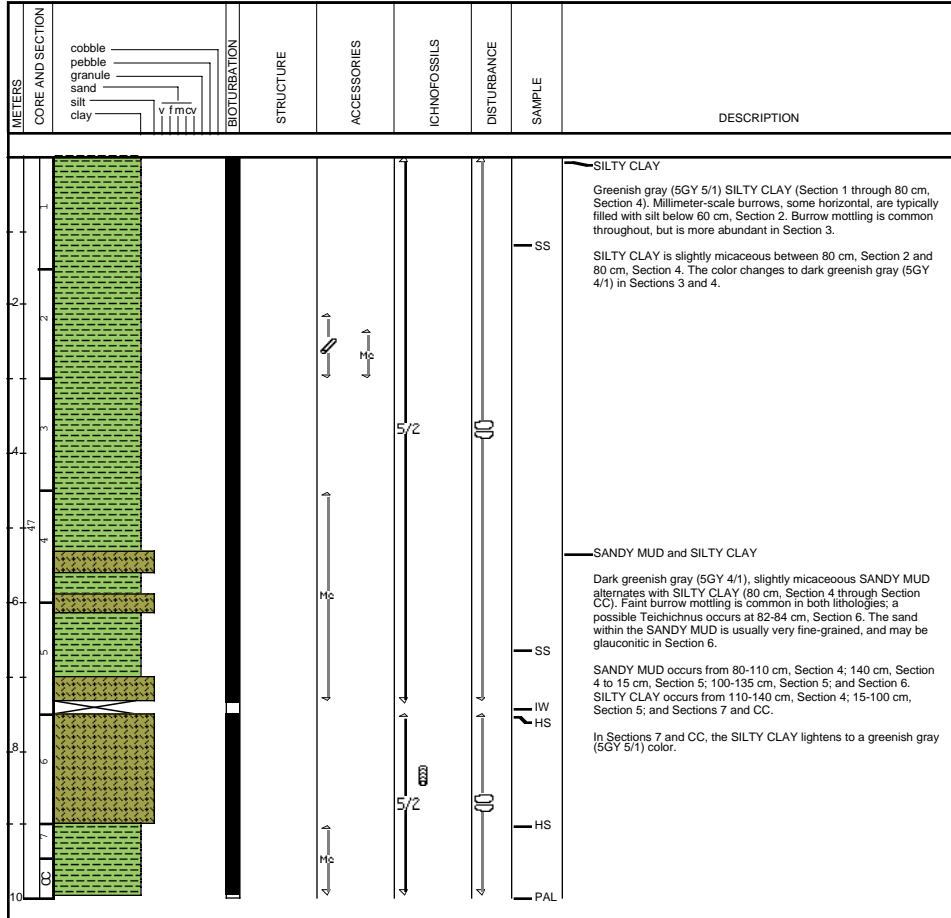 METERS
CORE AND SECTION
cobble
pebble
granule
sand
silt
clay
v f m c v
BIOTURBATION
STRUCTURE
ACCESSORIES
ICHNOFOSSILS
DISTURBANCE
SAMPLE
DESCRIPTION
SILTY CLAY
Greenish gray (5GY 5/1) SILTY CLAY (Section 1 through 80 cm,
Section 4). Millimeter-scale burrows, some horizontal, are typically
filled with silt below 60 cm, Section 2. Burrow mottling is common
throughout, but is more abundant in Section 3.
SILTY CLAY is slightly micaceous between 80 cm, Section 2 and
80 cm, Section 4. The color changes to dark greenish gray (5GY
4/1) in Sections 3 and 4.
1
SS
2
2
Mc
3
5/2
4
47
4
SANDY MUD and SILTY CLAY
Dark greenish gray (5GY 4/1), slightly micaceoous SANDY MUD
alternates with SILTY CLAY (80 cm, Section 4 through Section
CC). Faint burrow mottling is common in both lithologies; a
possible Teichichnus occurs at 82-84 cm, Section 6. The sand
within the SANDY MUD is usually very fine-grained, and may be
glauconitic in Section 6.
SANDY MUD occurs from 80-110 cm, Section 4; 140 cm, Section
4 to 15 cm, Section 5; 100-135 cm, Section 5; and Section 6.
SILTY CLAY occurs from 110-140 cm, Section 4; 15-100 cm,
Section 5; and Sections 7 and CC.
In Sections 7 and CC, the SILTY CLAY lightens to a greenish gray
(5GY 5/1) color.
6
Mc
5
SS
IW
HS
8
6
5/2
HS
7
Mc
CC
10
PAL